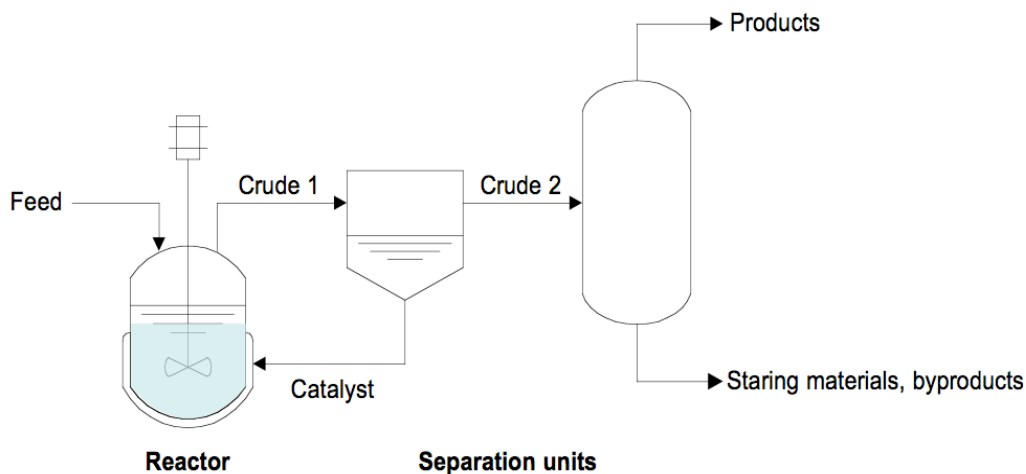 Products
Feed
Crude 1
Crude 2
Catalyst
Staring materials, byproducts
Reactor
Separation units